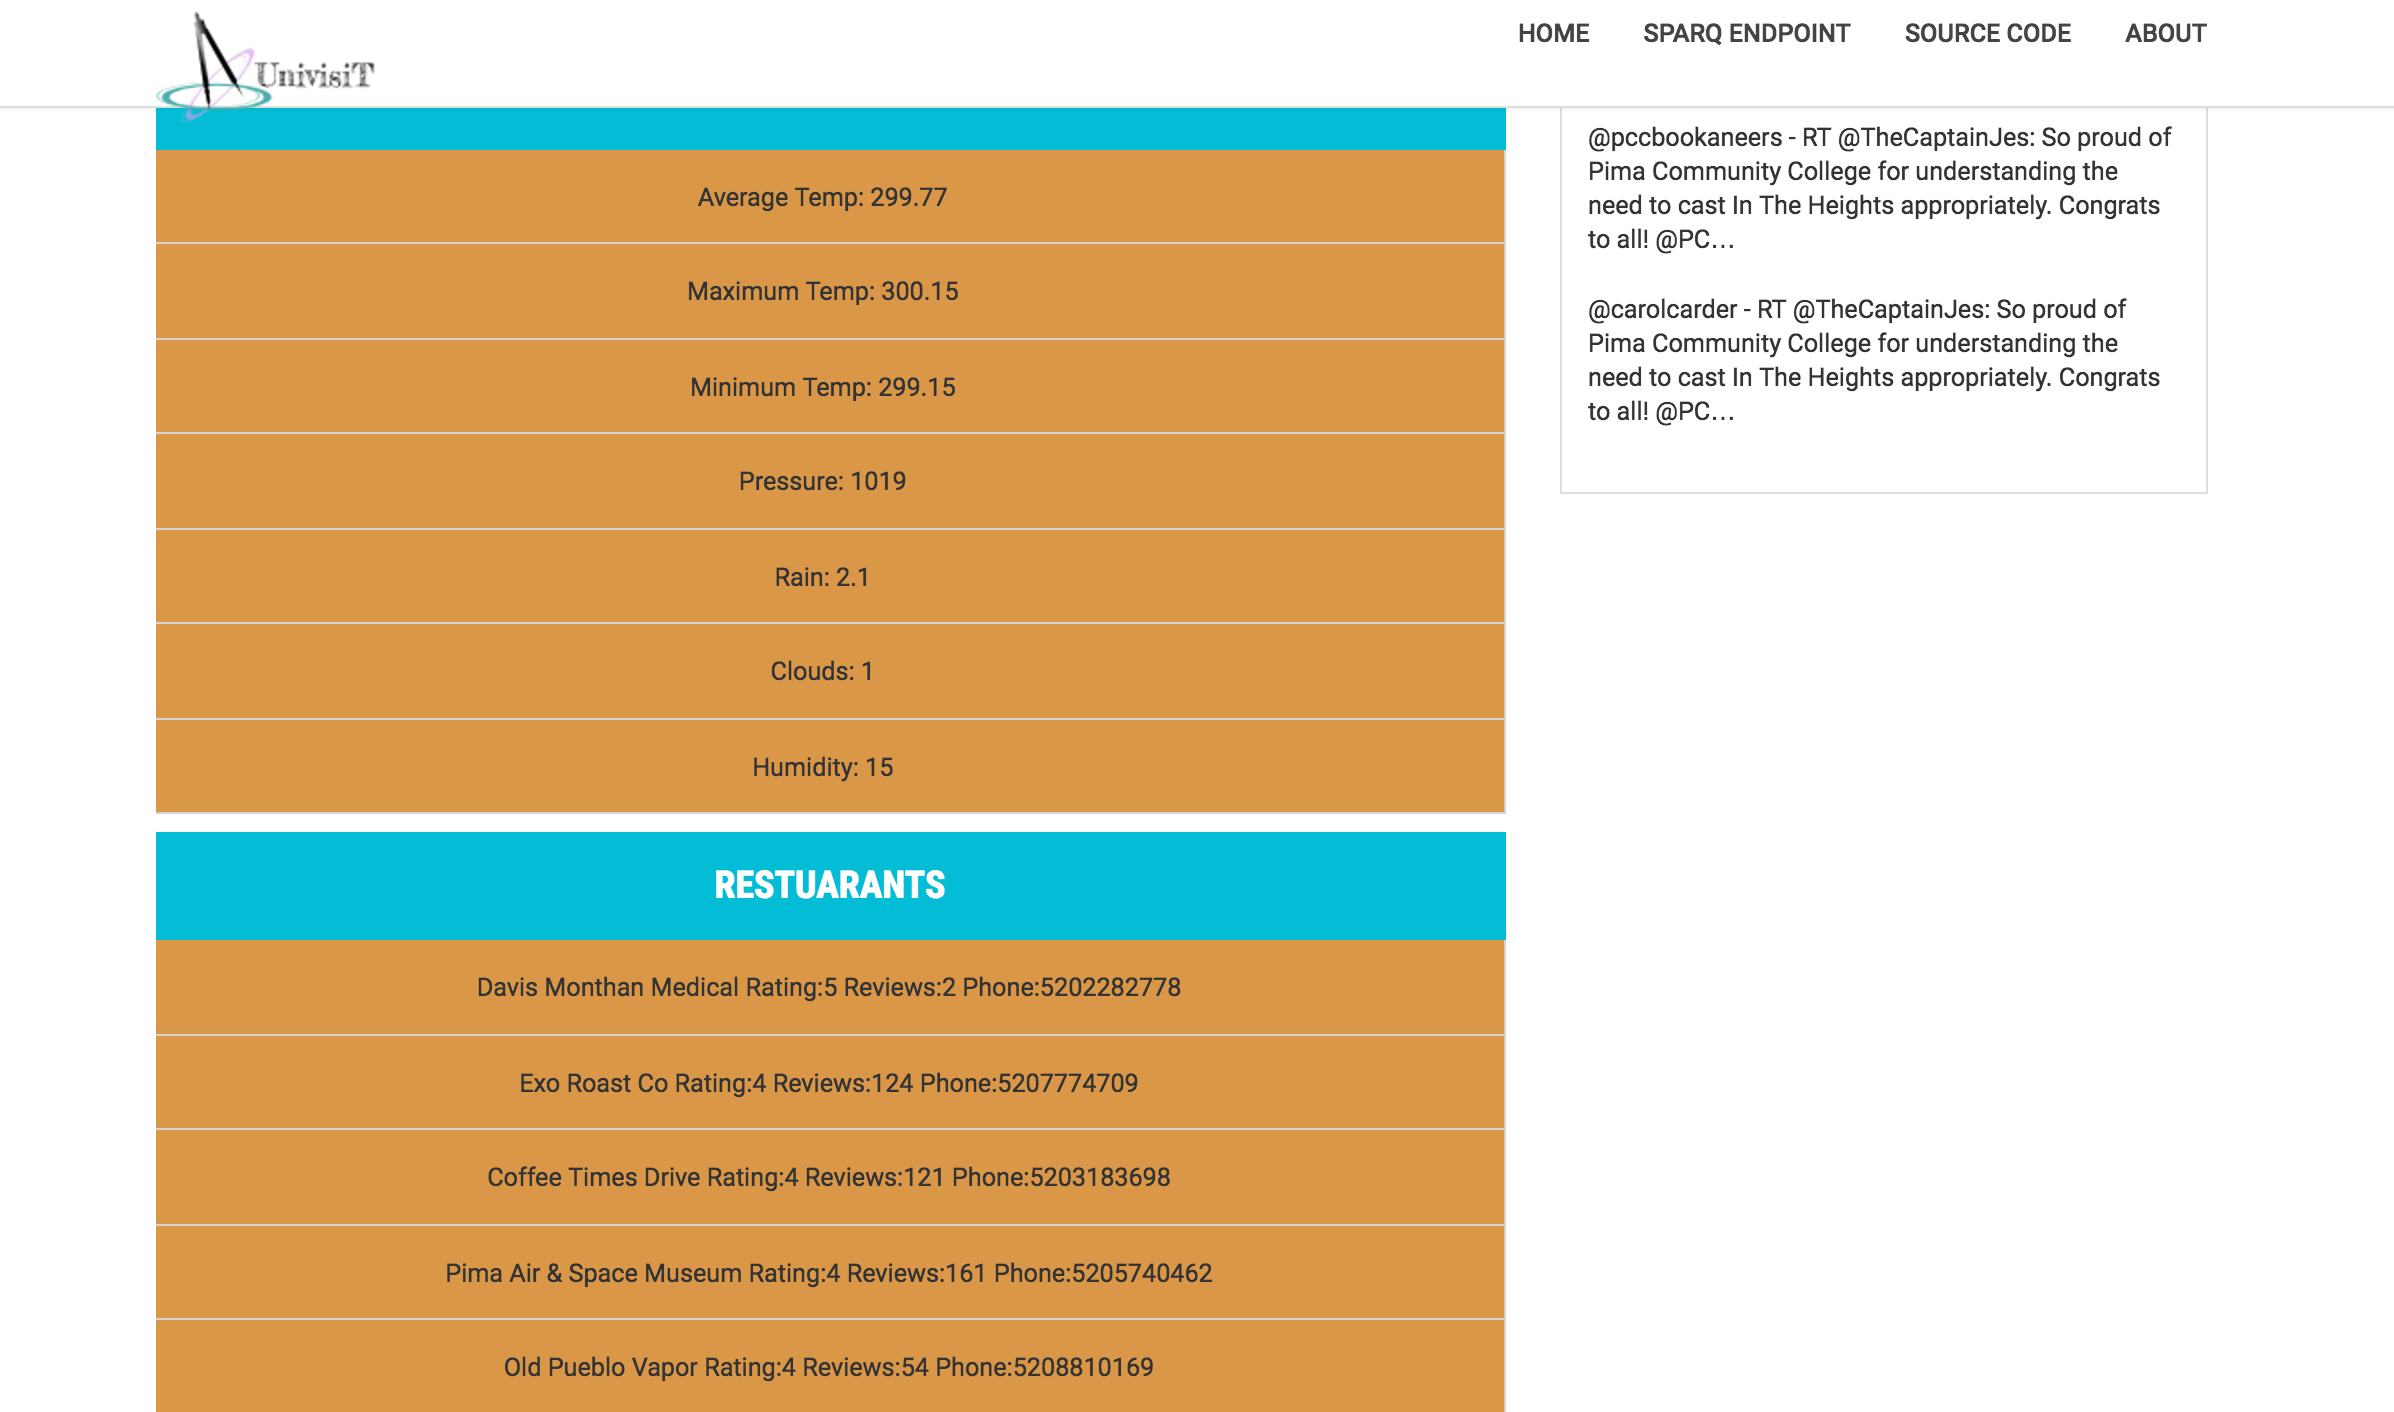 UnivisiT
HOME SPARQ ENDPOINT SOURCE CODE ABOUT
Average Temp: 299.77
Maximum Temp: 300.15
Minimum Temp: 299.15
Pressure: 1019
Rain: 2.1
Clouds: 1
Humidity: 15
RESTUARANTS
Davis Monthan Medical Rating:5 Reviews:2 Phone:5202282778
Exo Roast Co Rating:4 Reviews:124 Phone:5207774709
Coffee Times Drive Rating:4 Reviews:121 Phone:5203183698
Pima Air & Space Museum Rating:4 Reviews:161 Phone:5205740462
Old Pueblo Vapor Rating:4 Reviews:54 Phone:5208810169
@pccbookaneers - RT @TheCaptainJes: So proud of
Pima Community College for understanding the
need to cast In The Heights appropriately. Congrats
to all! @PC…
@carolcarder - RT @TheCaptainJes: So proud of
Pima Community College for understanding the
need to cast In The Heights appropriately. Congrats
to all! @PC…